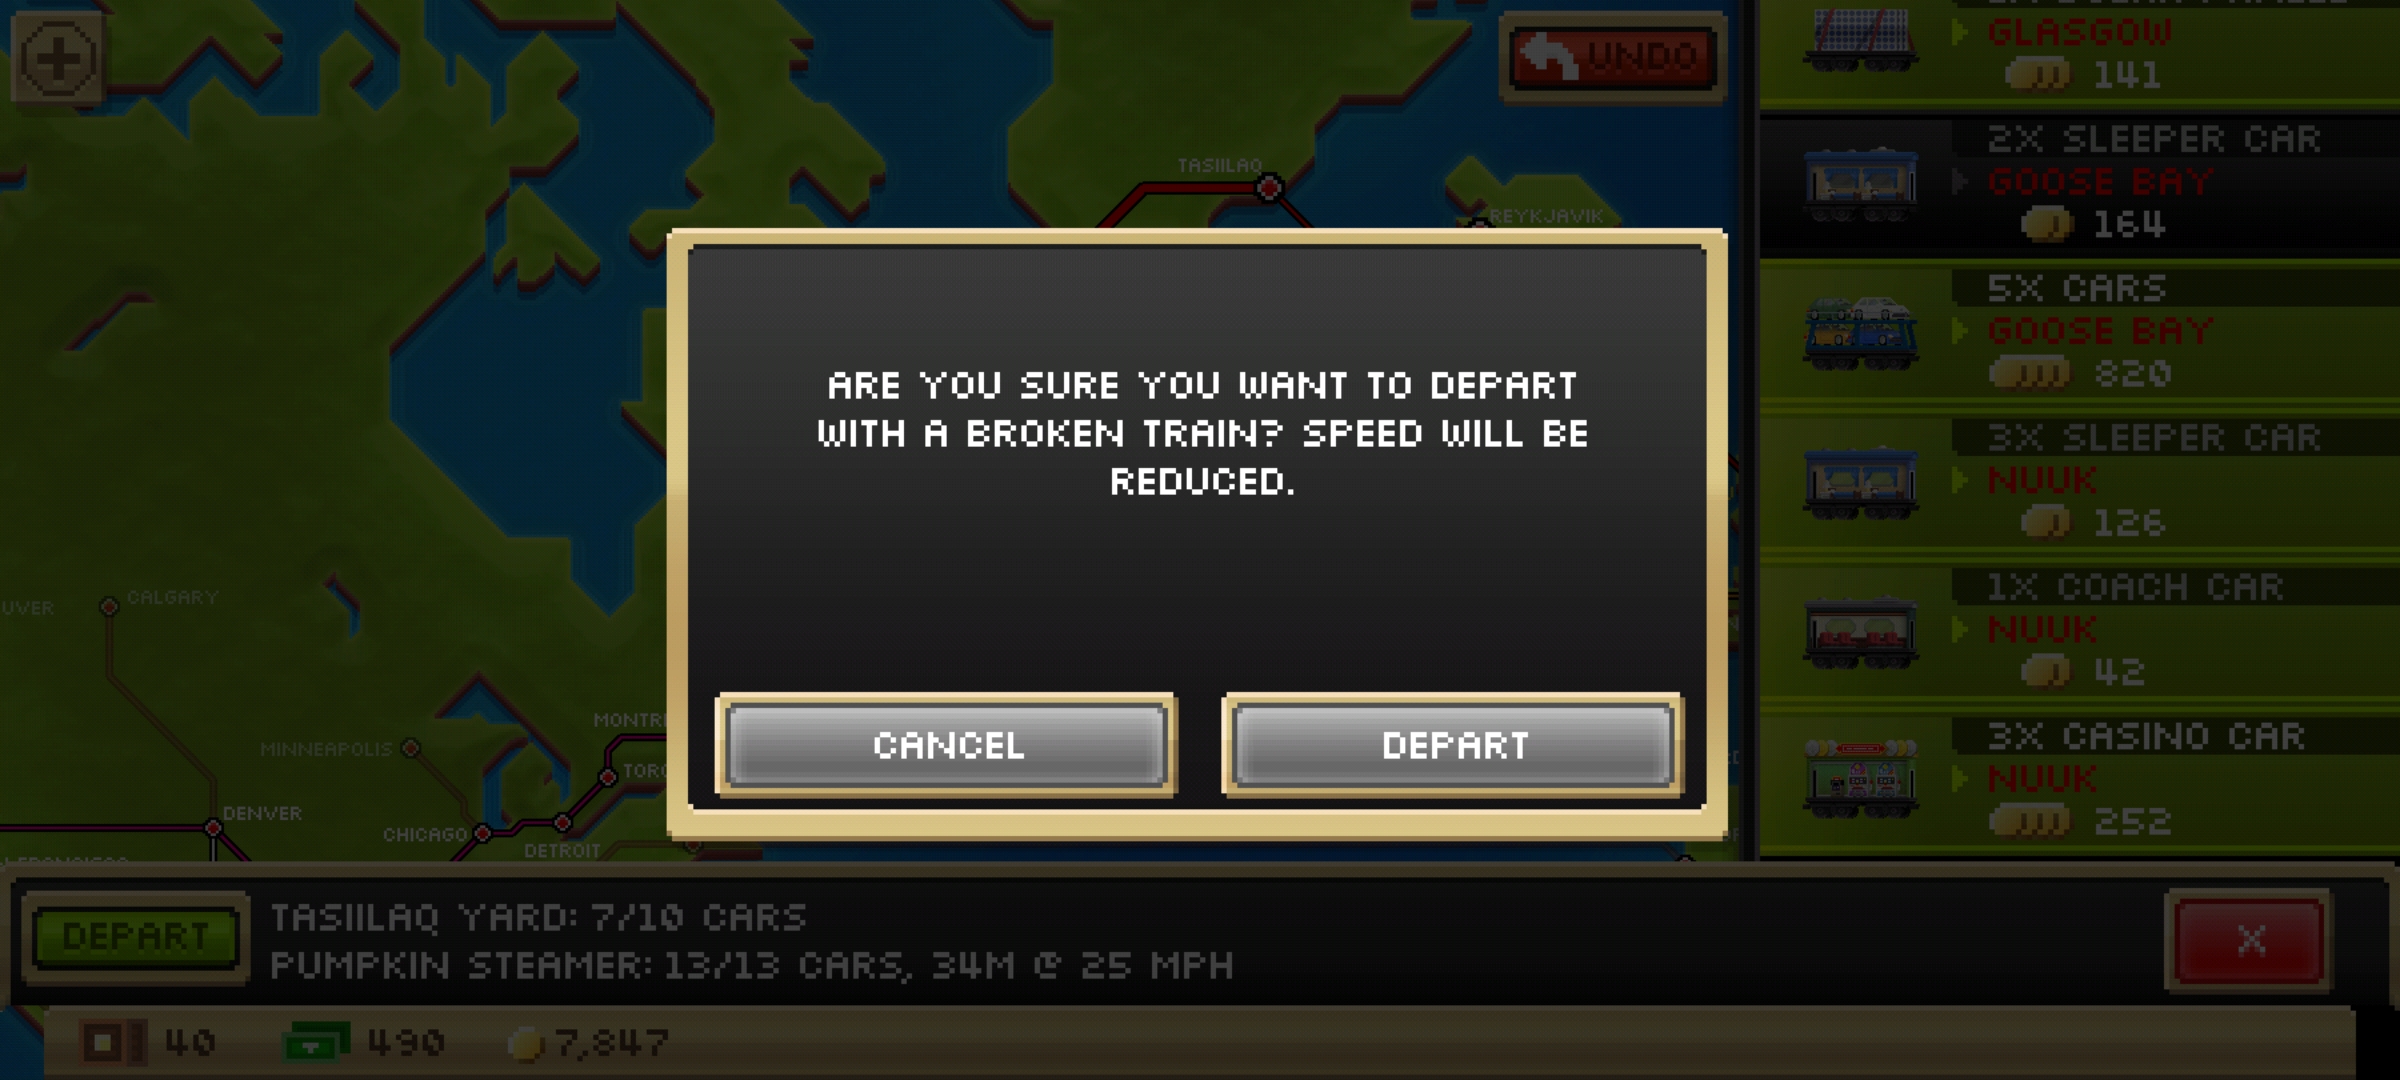 UNDO
TASIILAQ
REYKJAVIK
UVER
CALGARY
MINNEAPOLIS
DENVER
CHICAGO
DETROIT
GLASGOW
141
2X SLEEPER CAR
GOOSE BAY
164
5X CARS
GOOSE BAY
820
3X SLEEPER CAR
NUUK
126
1X COACH CAR
NUUK
42
3X CASINO CAR
NUUK
252
ARE YOU SURE YOU WANT TO DEPART
WITH A BROKEN TRAIN? SPEED WILL BE
REDUCED.
CANCEL
DEPART
MONTR
TORO
DEPART
TASIILAQ YARD: 7/10 CARS
PUMPKIN STEAMER: 13/13 CARS, 34M @ 25 MPH
X
40
490
7,847